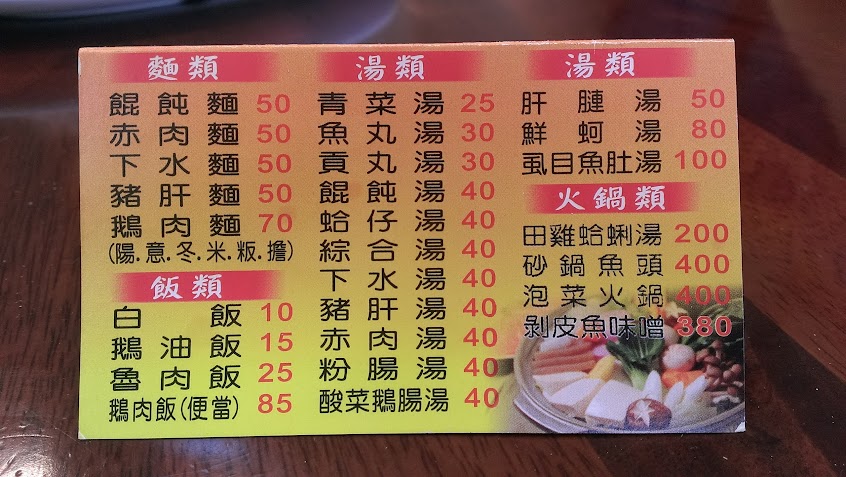 麵類
餛飩麵 50
赤肉麵 50
下水麵 50
豬肝麵 50
鵝肉麵 70
(陽.意.冬.米.粄.擔)
飯類
白飯 10
鵝油飯 15
魯肉飯 25
鵝肉飯(便當) 85
湯類
青菜湯 25
魚丸湯 30
貢丸湯 30
餛飩湯 40
蛤仔湯 40
綜合湯 40
下水湯 40
豬肝湯 40
赤肉湯 40
粉腸湯 40
酸菜鵝腸湯 40
湯類
肝腱湯 50
鮮蚵湯 80
虱目魚肚湯 100
火鍋類
田雞蛤蜊湯 200
砂鍋魚頭 400
泡菜火鍋 400
剝皮魚味噌 380